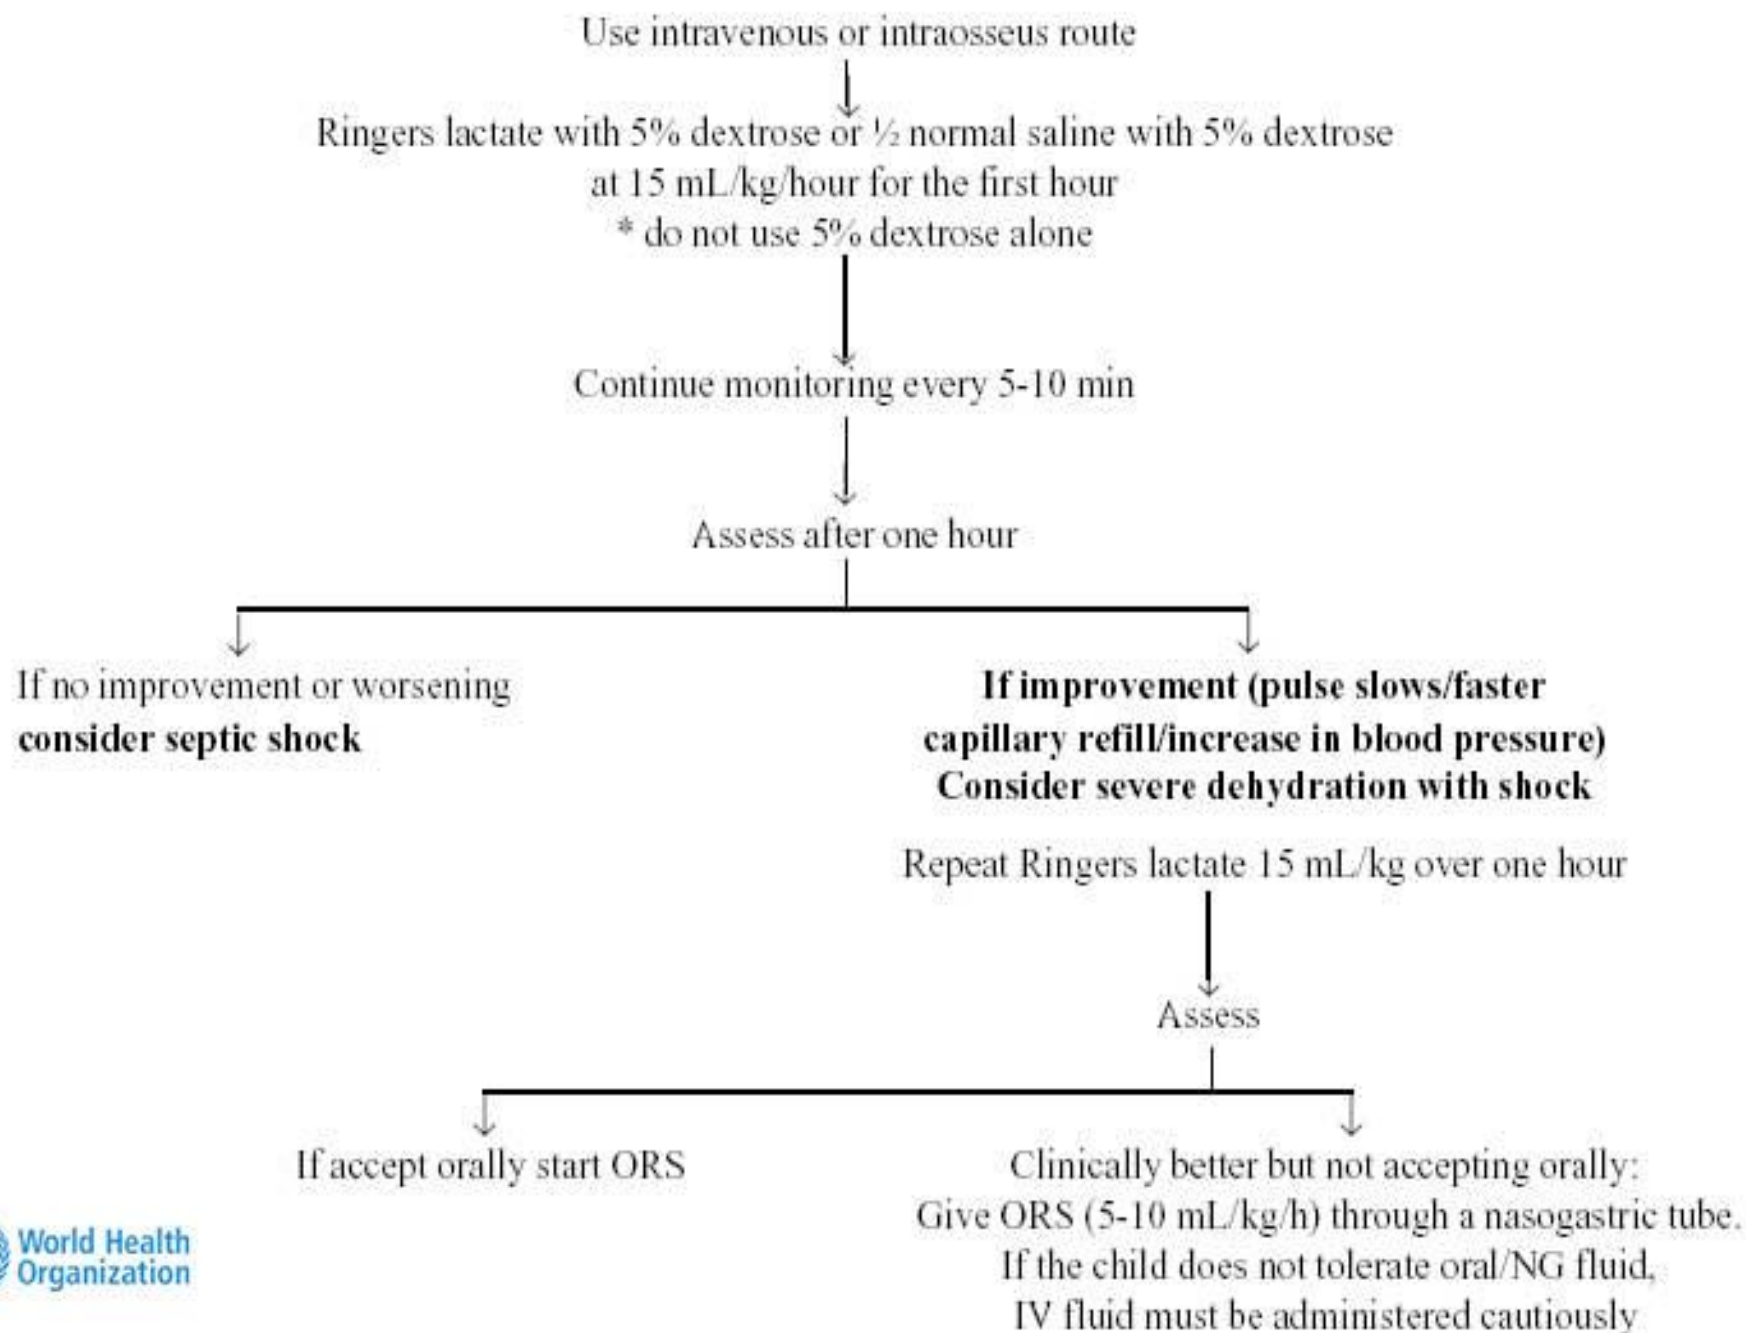 Use intravenous or intraosseus route
Ringers lactate with 5% dextrose or ½ normal saline with 5% dextrose
at 15 mL/kg/hour for the first hour
* do not use 5% dextrose alone
Continue monitoring every 5-10 min
Assess after one hour
If no improvement or worsening
consider septic shock
If improvement (pulse slows/faster
capillary refill/increase in blood pressure)
Consider severe dehydration with shock
Repeat Ringers lactate 15 mL/kg over one hour
Assess
If accept orally start ORS
Clinically better but not accepting orally:
Give ORS (5-10 mL/kg/h) through a nasogastric tube.
If the child does not tolerate oral/NG fluid,
IV fluid must be administered cautiously
World Health
Organization